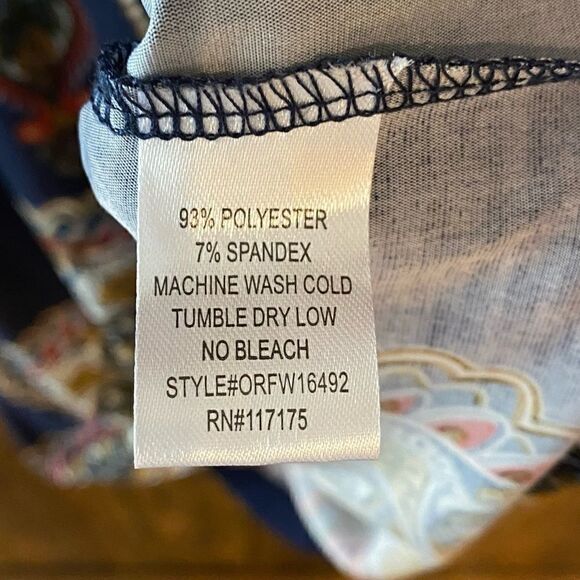 93% POLYESTER
7% SPANDEX
MACHINE WASH COLD
TUMBLE DRY LOW
NO BLEACH
STYLE#ORFW16492
RN#117175